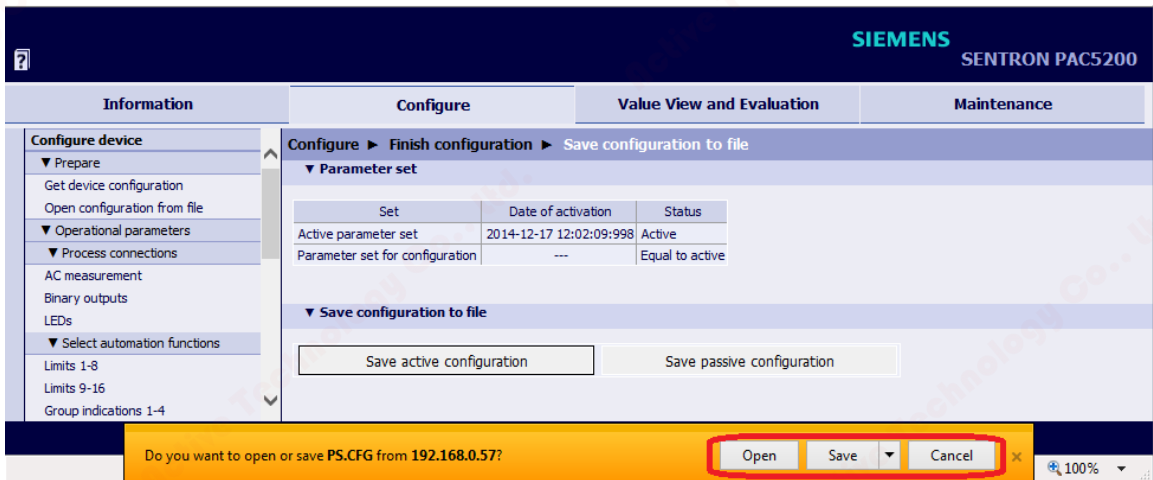 ?
SIEMENS
SENTRON PAC5200
Information Configure Value View and Evaluation Maintenance
Configure device
▼ Prepare
Get device configuration
Open configuration from file
▼ Operational parameters
▼ Process connections
AC measurement
Binary outputs
LEDs
▼ Select automation functions
Limits 1-8
Limits 9-16
Group indications 1-4
Configure ► Finish configuration ► Save configuration to file
▼ Parameter set
Set Date of activation Status
Active parameter set 2014-12-17 12:02:09:998 Active
Parameter set for configuration --- Equal to active
▼ Save configuration to file
Save active configuration Save passive configuration
Do you want to open or save PS.CFG from 192.168.0.57? Open Save ▼ Cancel ×
100% ▼